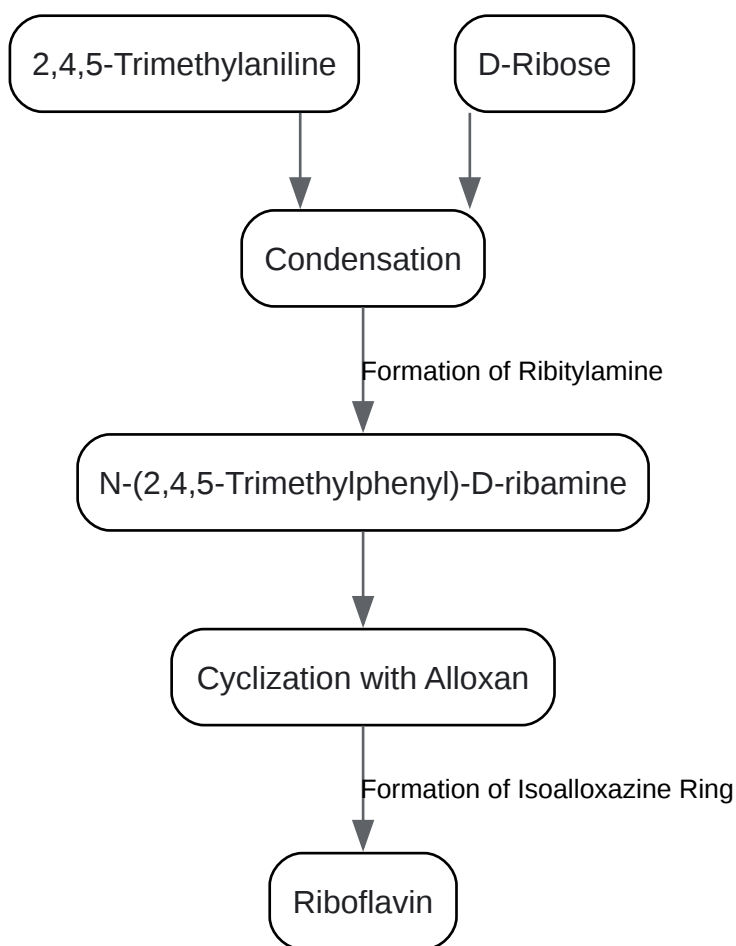 2,4,5-Trimethylaniline
D-Ribose
Condensation
Formation of Ribitylamine
N-(2,4,5-Trimethylphenyl)-D-ribamine
Cyclization with Alloxan
Formation of Isoalloxazine Ring
Riboflavin